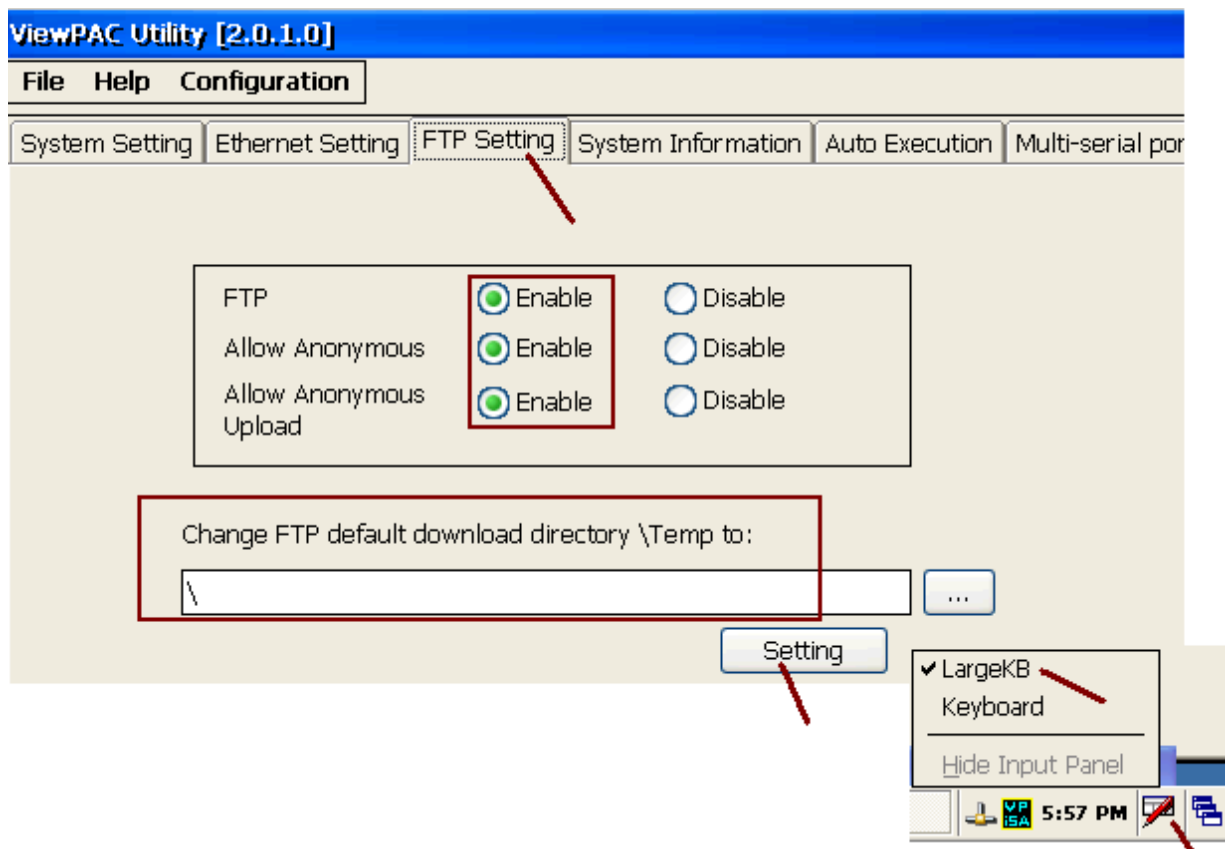 ViewPAC Utility [2.0.1.0]
File Help Configuration
System Setting Ethernet Setting FTP Setting System Information Auto Execution Multi-serial por
FTP Enable Disable
Allow Anonymous Enable Disable
Allow Anonymous Upload Enable Disable
Change FTP default download directory \Temp to:
\ ...
Setting
LargeKB
Keyboard
Hide Input Panel
VP iSA 5:57 PM